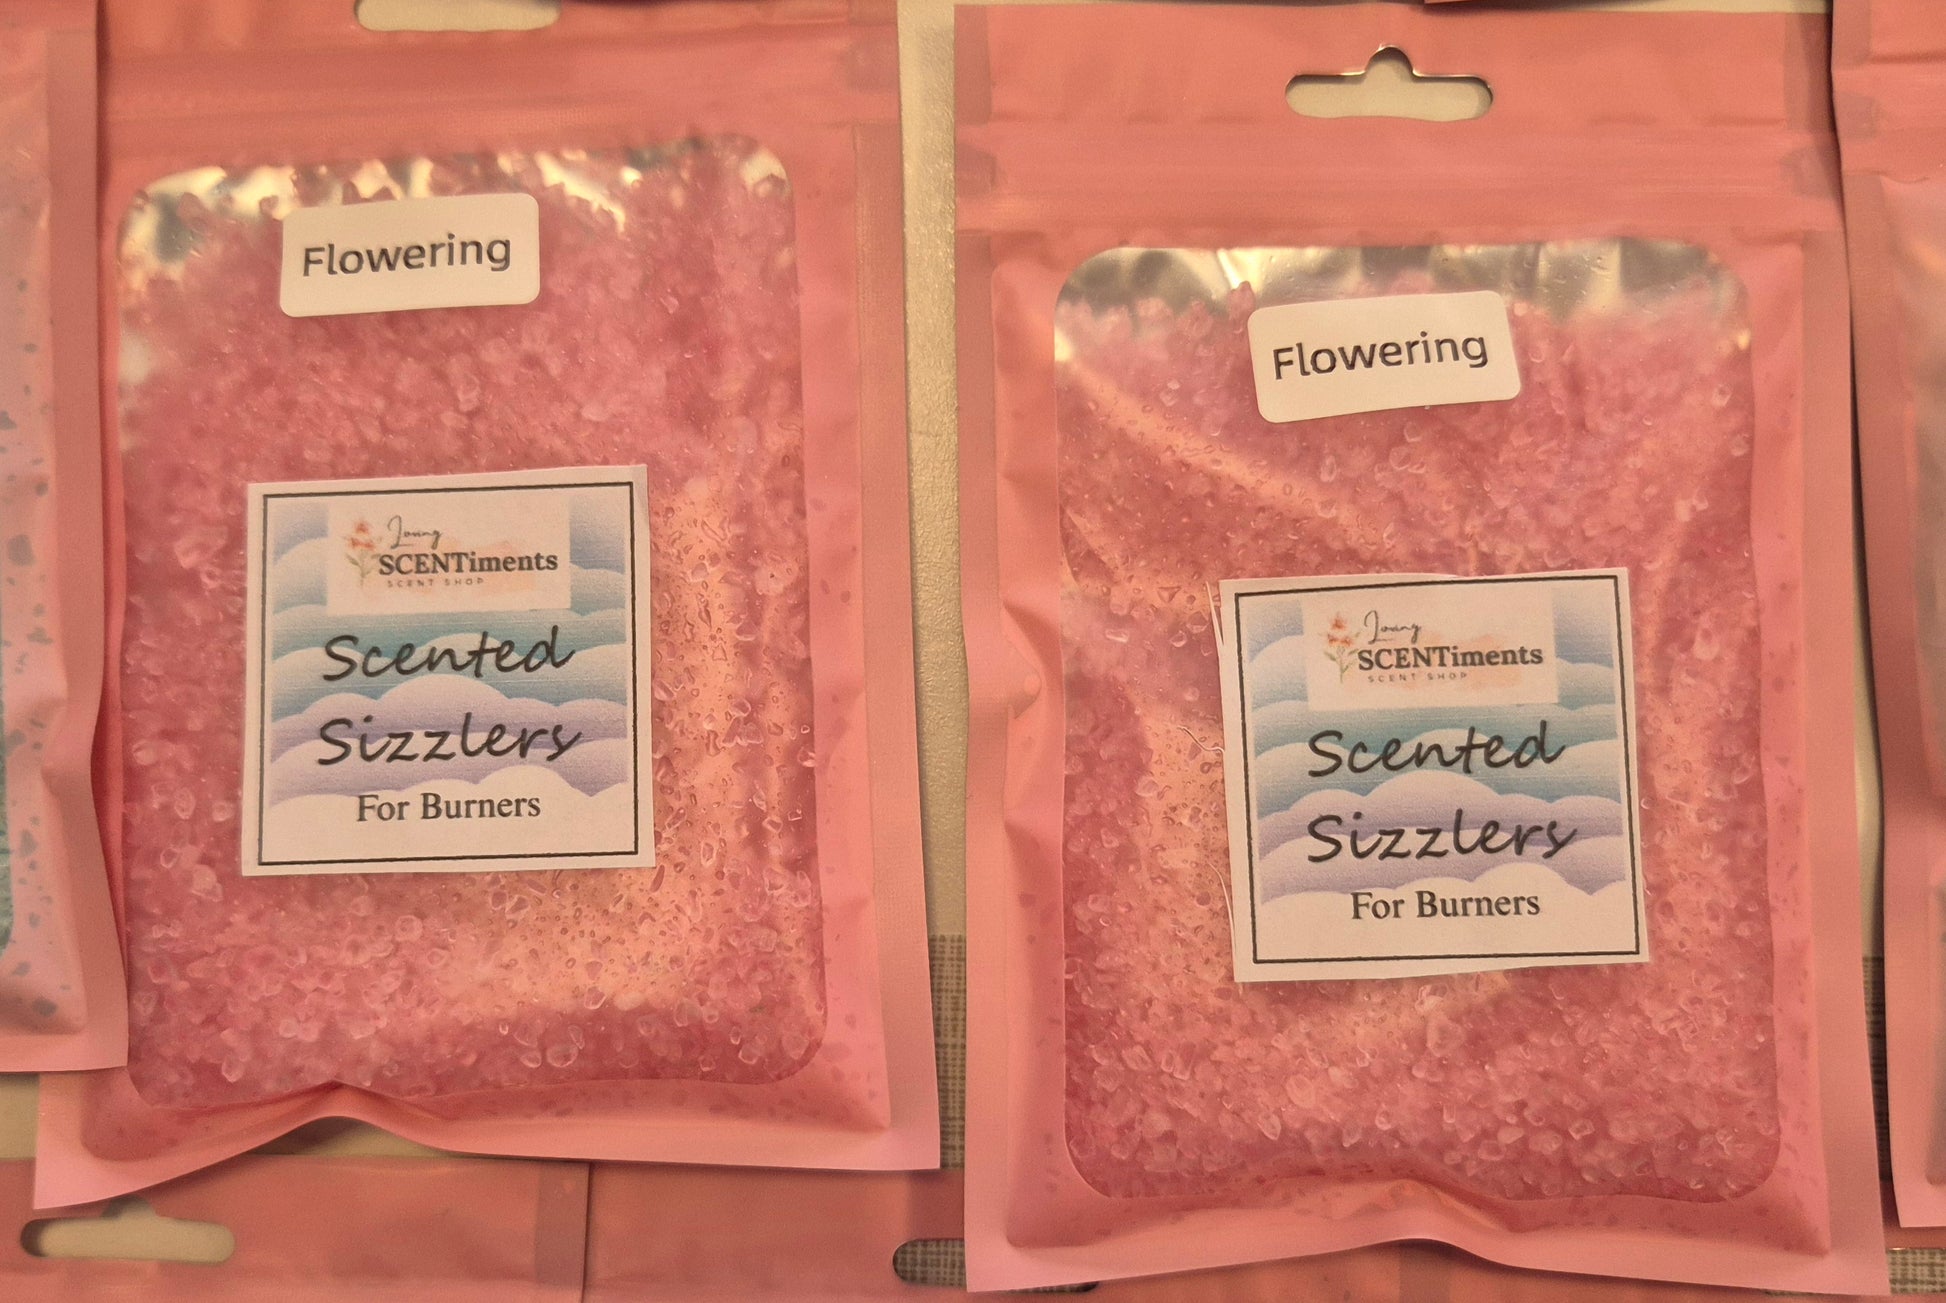 Flowering
Loving
SCENTiments
SCENT SHOP
Scented
Sizzlers
For Burners
Flowering
Loving
SCENTiments
SCENT SHOP
Scented
Sizzlers
For Burners